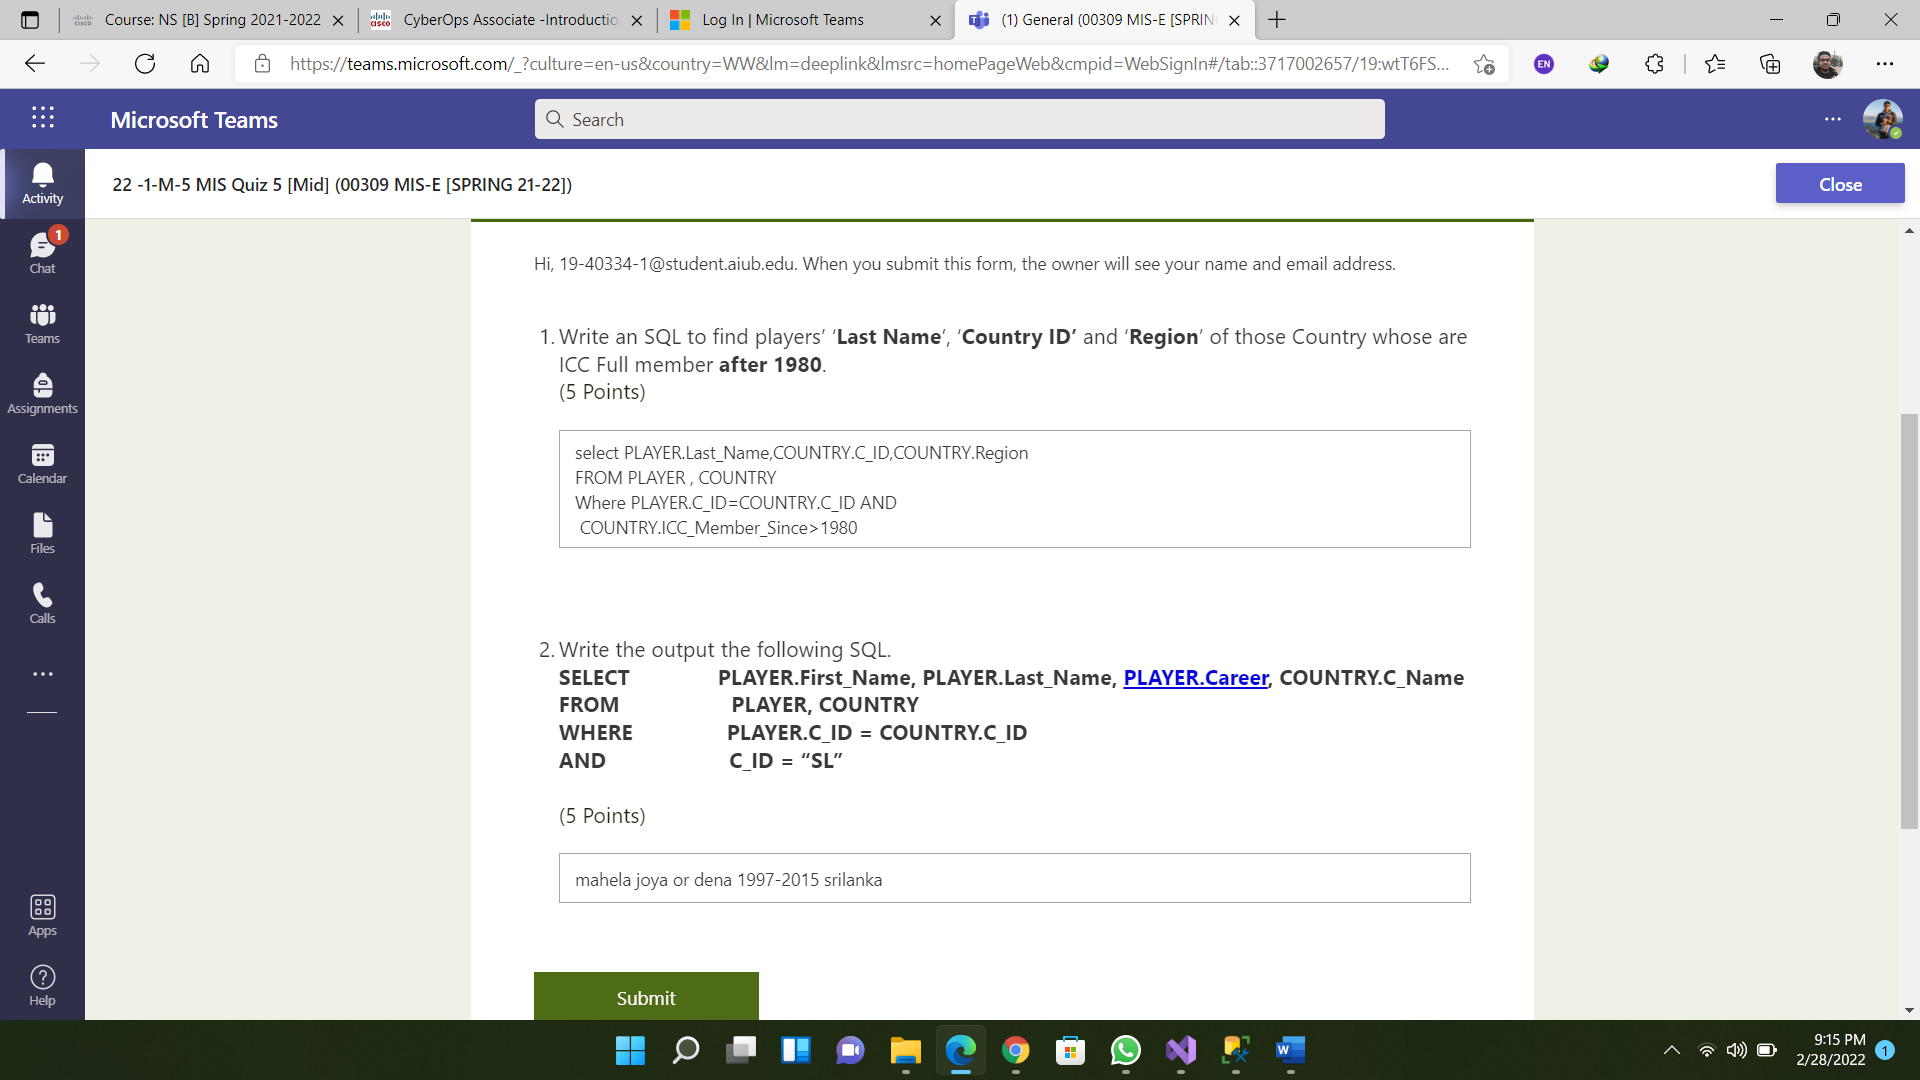 Course: NS [B] Spring 2021-2022
CyberOps Associate -Introductio
Log In | Microsoft Teams
(1) General (00309 MIS-E [SPRIN
https://teams.microsoft.com/_?culture=en-us&country=WW&lm=deeplink&lmsrc=homePageWeb&cmpid=WebSignIn#/tab::3717002657/19:wtT6FS...
EN
Microsoft Teams
Search
Activity
22 -1-M-5 MIS Quiz 5 [Mid] (00309 MIS-E [SPRING 21-22])
Close
1
Chat
Teams
Assignments
Calendar
Files
Calls
Apps
Help
Hi, 19-40334-1@student.aiub.edu. When you submit this form, the owner will see your name and email address.
1. Write an SQL to find players’ ‘Last Name’, ‘Country ID’ and ‘Region’ of those Country whose are
ICC Full member after 1980.
(5 Points)
select PLAYER.Last_Name,COUNTRY.C_ID,COUNTRY.Region
FROM PLAYER , COUNTRY
Where PLAYER.C_ID=COUNTRY.C_ID AND
COUNTRY.ICC_Member_Since>1980
2. Write the output the following SQL.
SELECT PLAYER.First_Name, PLAYER.Last_Name, PLAYER.Career, COUNTRY.C_Name
FROM PLAYER, COUNTRY
WHERE PLAYER.C_ID = COUNTRY.C_ID
AND C_ID = “SL”
(5 Points)
mahela joya or dena 1997-2015 srilanka
Submit
9:15 PM
2/28/2022
1